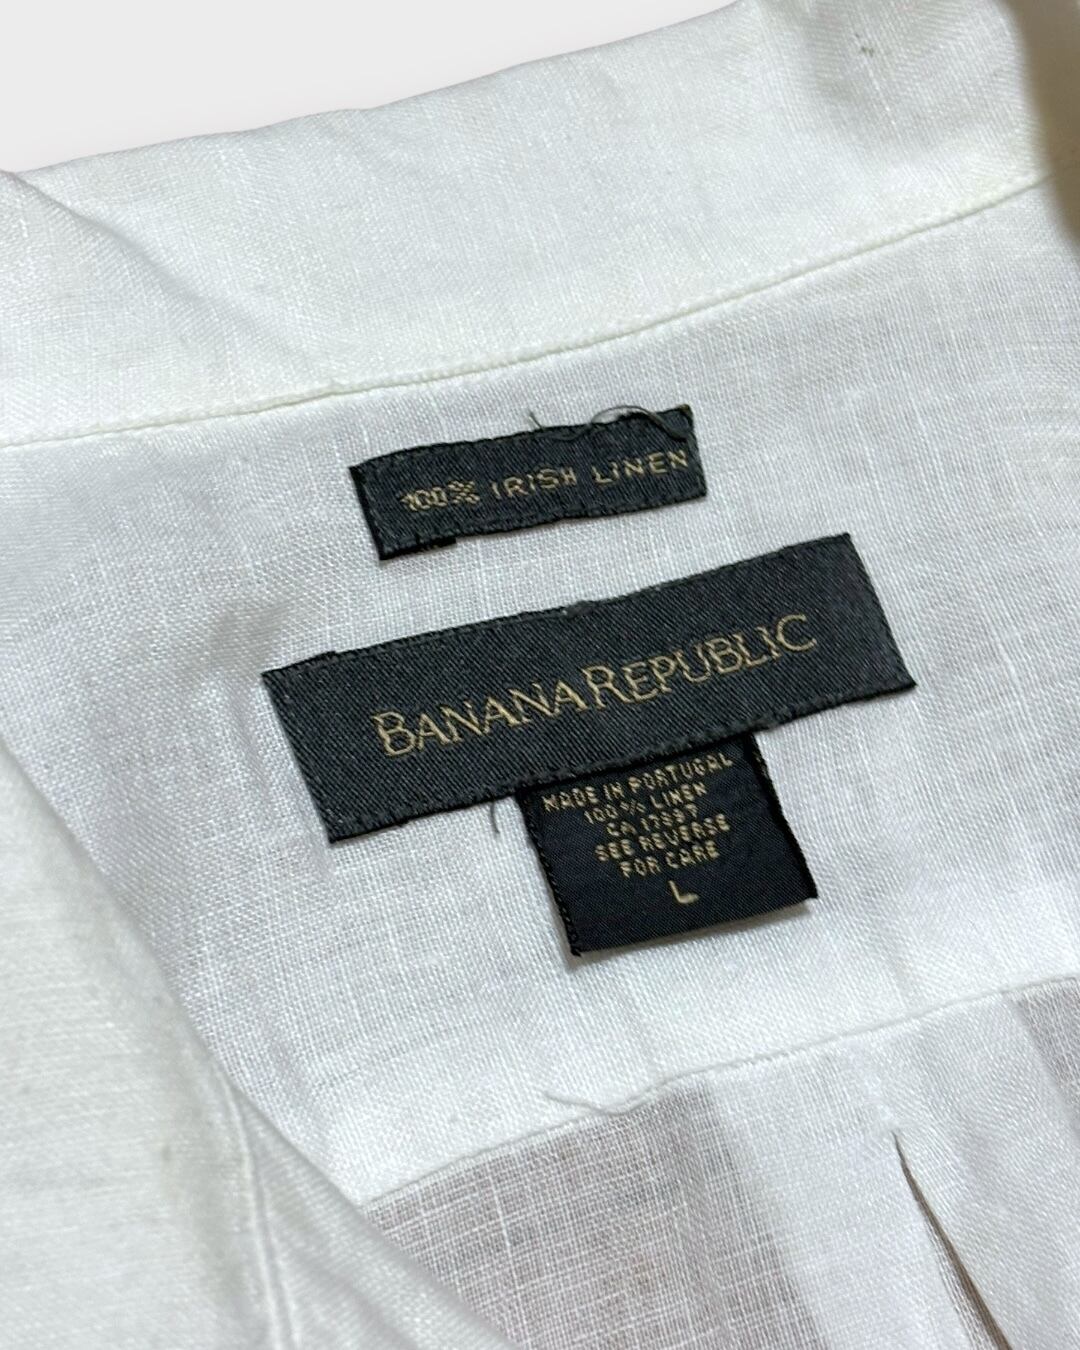 100% IRISH LINEN
BANANA REPUBLIC
MADE IN PORTUGAL
100% LINEN
CA 17897
SEE REVERSE
FOR CARE
L